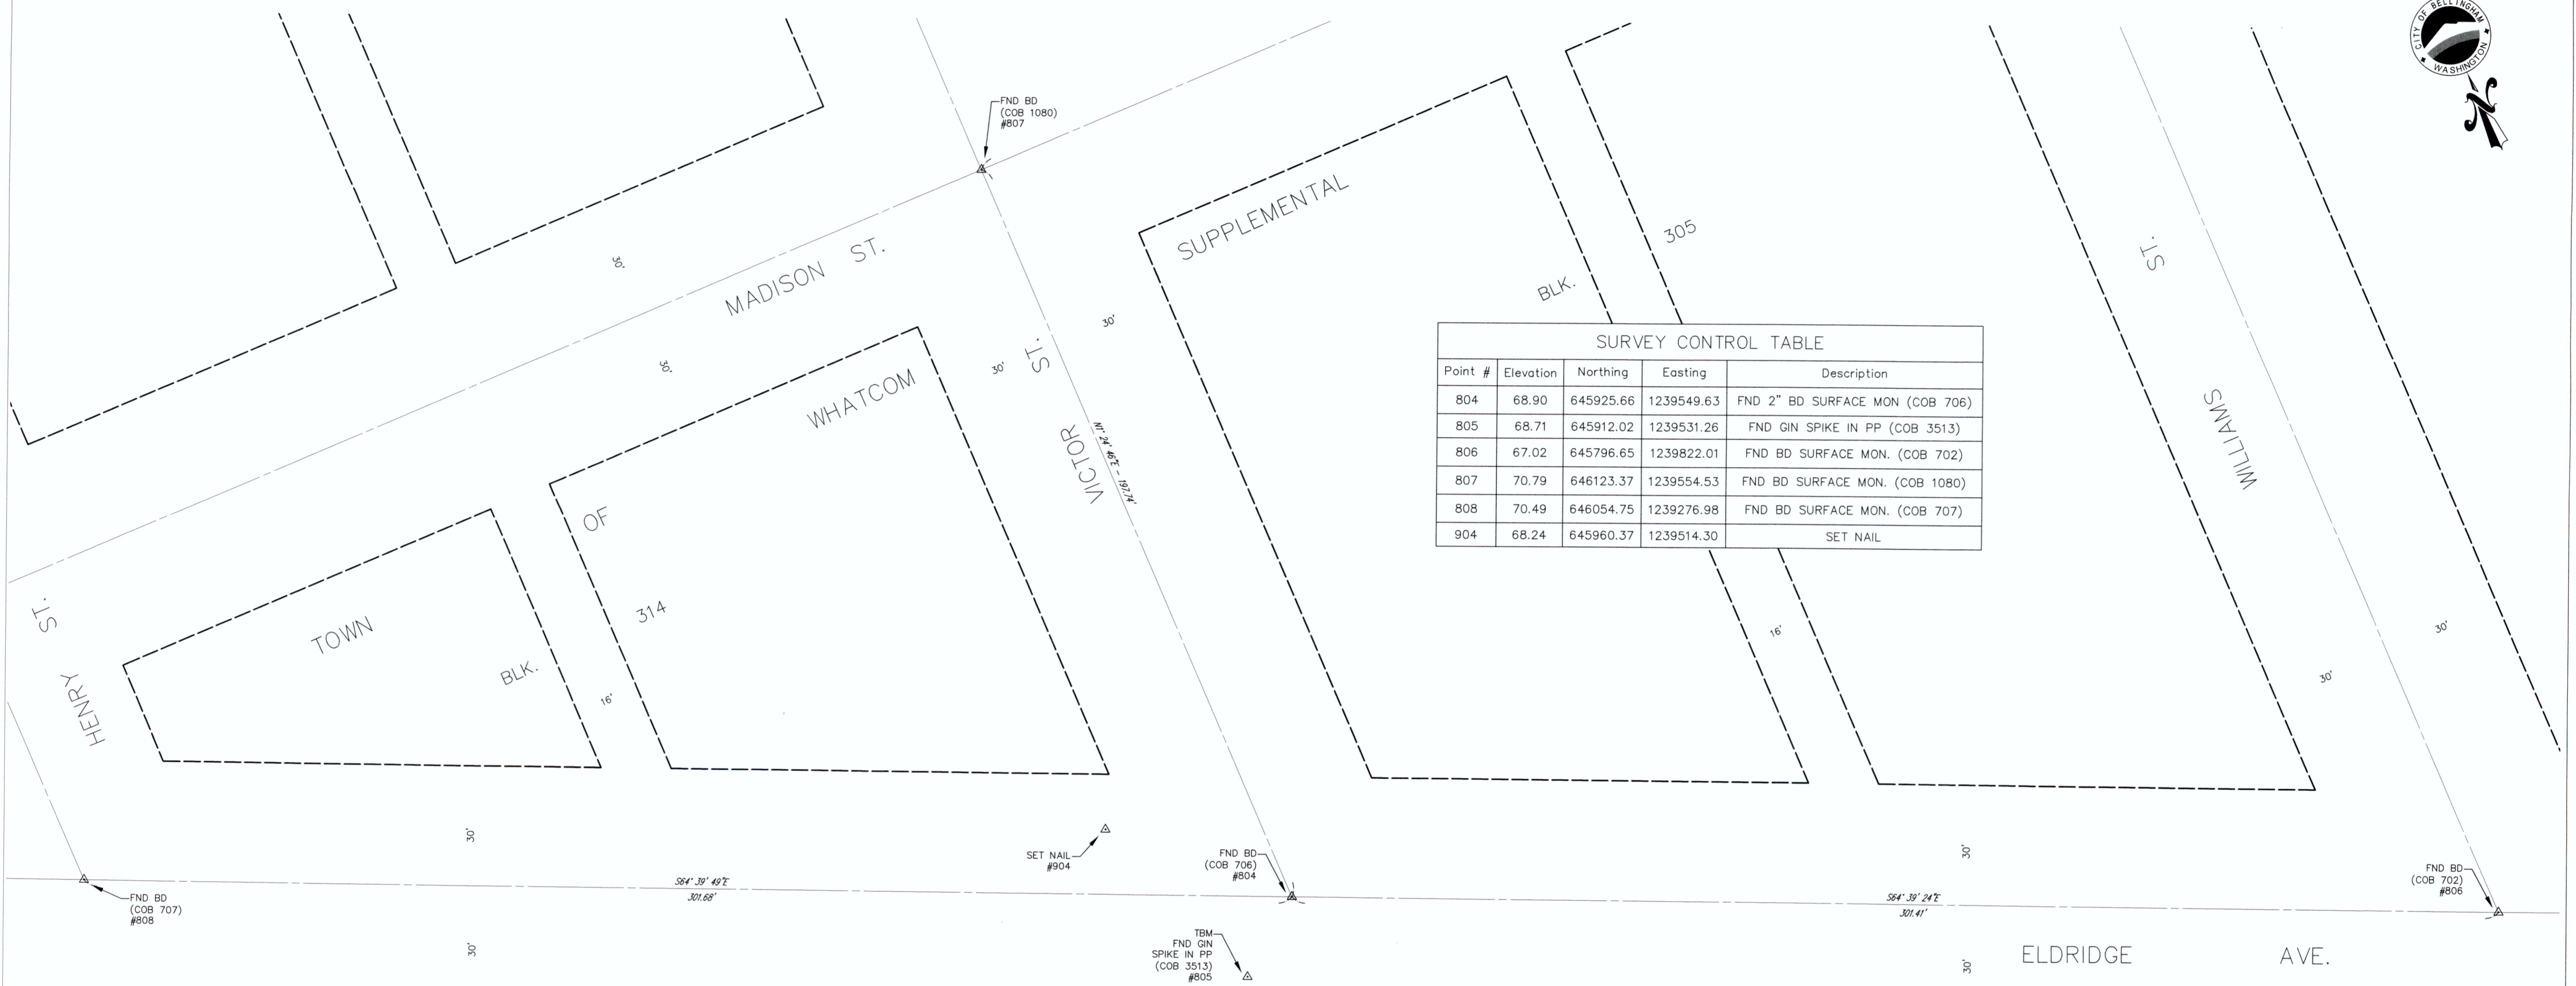 CITY OF BELLINGHAM
WASHINGTON
FND BD
(COB 1080)
#807
SUPPLEMENTAL
305
BLK.
MADISON ST.
30'
30'
30'
30'
ST.
VICTOR
N1° 24' 46"E - 197.74'
WHATCOM
OF
314
TOWN
BLK.
16'
ST.
HENRY
SURVEY CONTROL TABLE
Point # Elevation Northing Easting Description
804 68.90 645925.66 1239549.63 FND 2" BD SURFACE MON (COB 706)
805 68.71 645912.02 1239531.26 FND GIN SPIKE IN PP (COB 3513)
806 67.02 645796.65 1239822.01 FND BD SURFACE MON. (COB 702)
807 70.79 646123.37 1239554.53 FND BD SURFACE MON. (COB 1080)
808 70.49 646054.75 1239276.98 FND BD SURFACE MON. (COB 707)
904 68.24 645960.37 1239514.30 SET NAIL
ST.
WILLIAMS
16'
30'
30'
30'
30'
SET NAIL
#904
FND BD
(COB 706)
#804
FND BD
(COB 702)
#806
FND BD
(COB 707)
#808
S64° 39' 49"E
301.68'
S64° 39' 24"E
301.41'
TBM
FND GIN
SPIKE IN PP
(COB 3513)
#805
30'
30'
ELDRIDGE AVE.